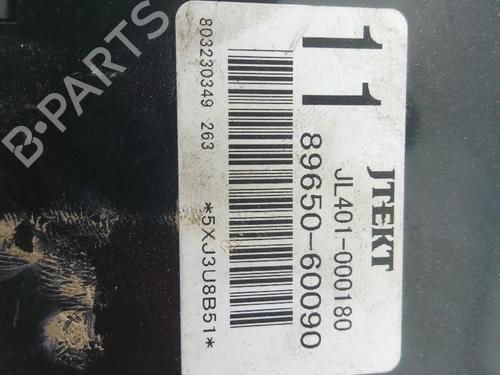 11
JTEKT
JL401-000180
89650-60090
*5XJ3U8B51*
803230349 263
B-PARTS